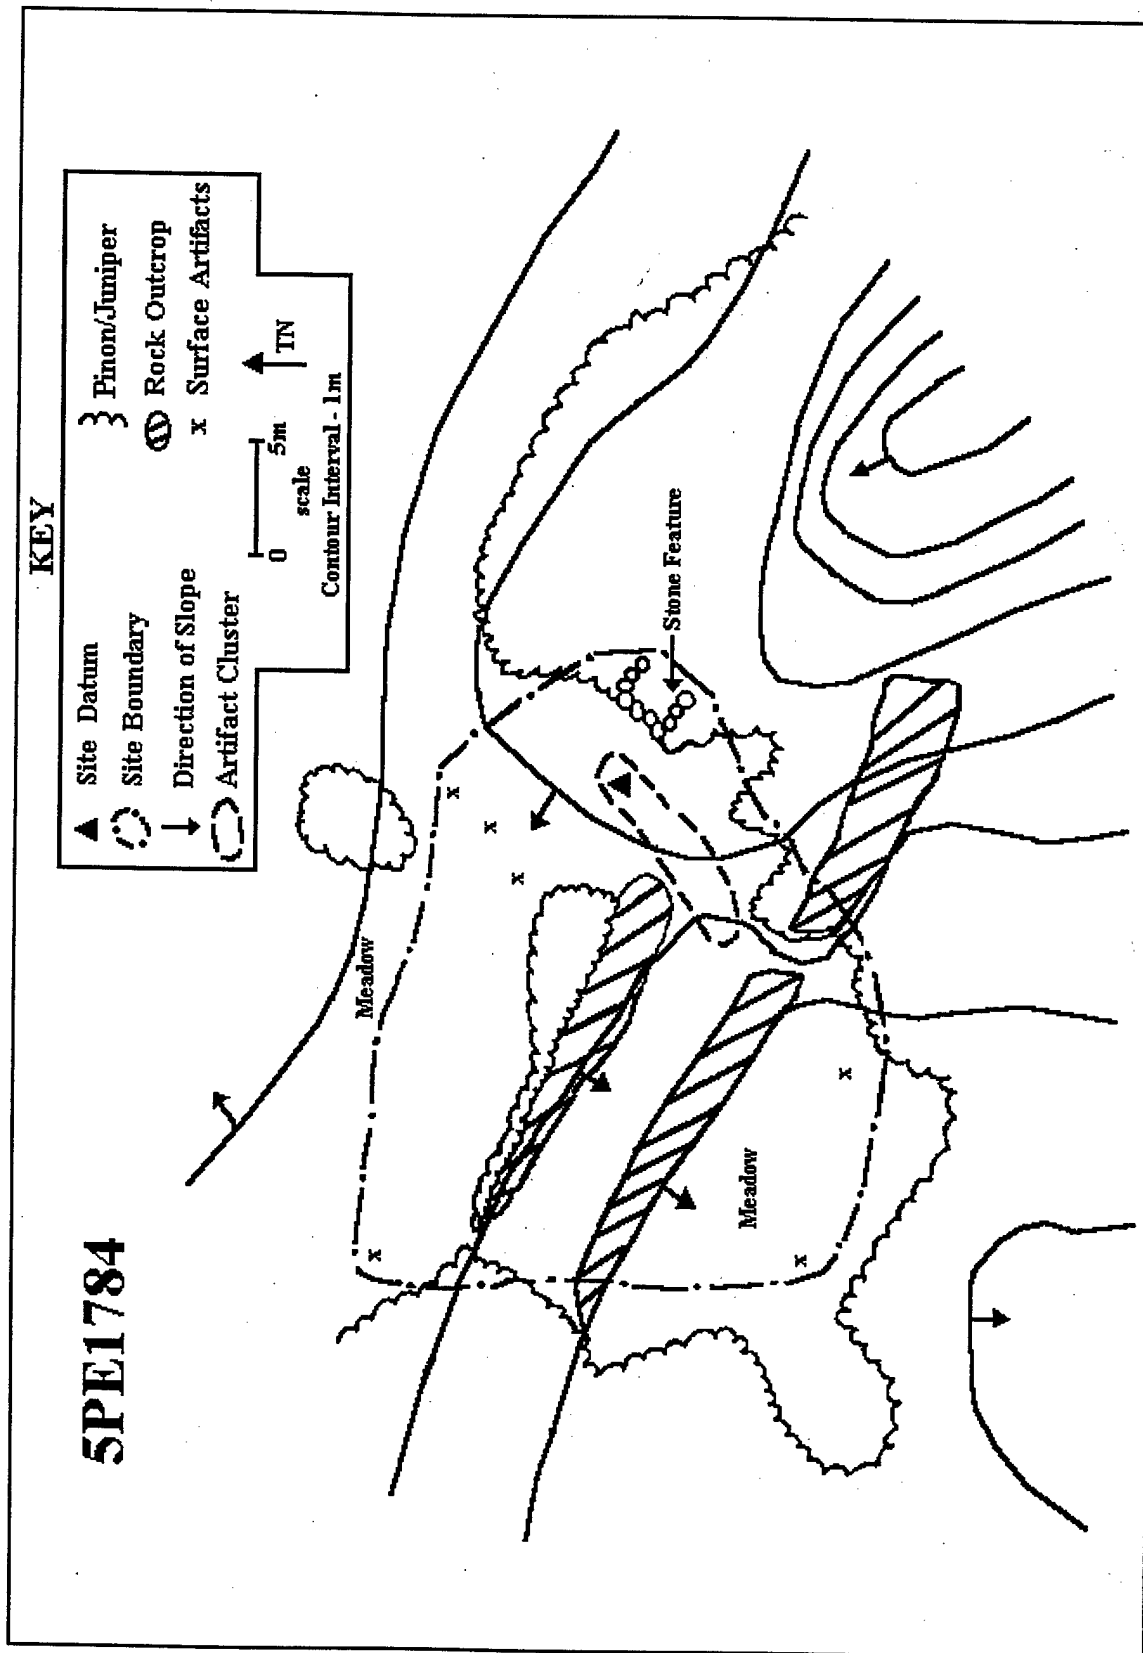 5PE1784
KEY
Site Datum
Site Boundary
Direction of Slope
Artifact Cluster
Pinon/Juniper
Rock Outcrop
x Surface Artifacts
0 5m
scale
Contour Interval - 1m
TN
Meadow
x
x
x
x
Stone Feature
Meadow
x
x